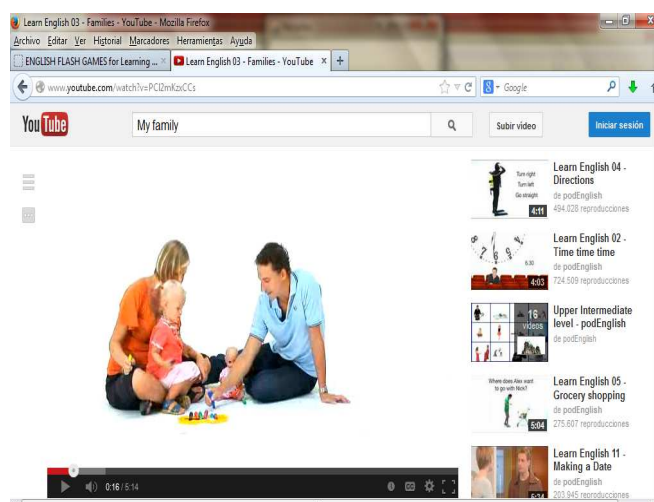 Learn English 03 - Families - YouTube - Mozilla Firefox
Archivo Editar Ver Historial Marcadores Herramientas Ayuda
ENGLISH FLASH GAMES for Learning ... × Learn English 03 - Families - YouTube × +
www.youtube.com/watch?v=PCI2mKzxCCs Google
YouTube My family Subir video Iniciar sesión
Learn English 04 -
Directions
de podEnglish
494.028 reproducciones
Turn right
Turn left
Go straight
4:11
Learn English 02 -
Time time time
de podEnglish
724.509 reproducciones
5:30
4:03
Upper Intermediate
level - podEnglish
de podEnglish
16
videos
Learn English 05 -
Grocery shopping
de podEnglish
275.607 reproducciones
Where does Alex want
to go with Nick?
5:04
Learn English 11 -
Making a Date
de podEnglish
203.945 reproducciones
0:16 / 5:14